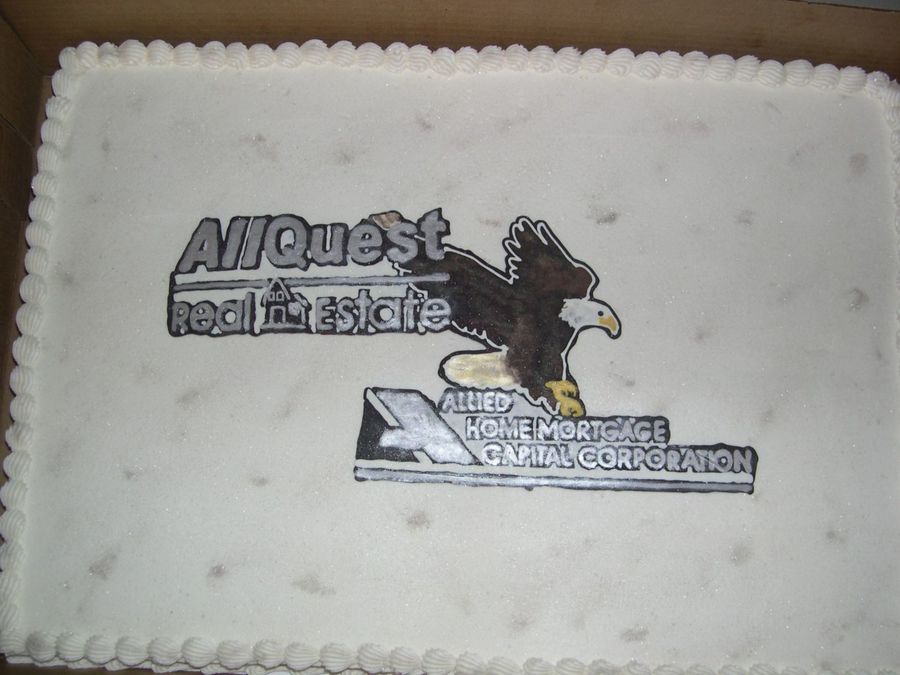 AllQuest
Real Estate
ALLIED
HOME MORTGAGE
CAPITAL CORPORATION